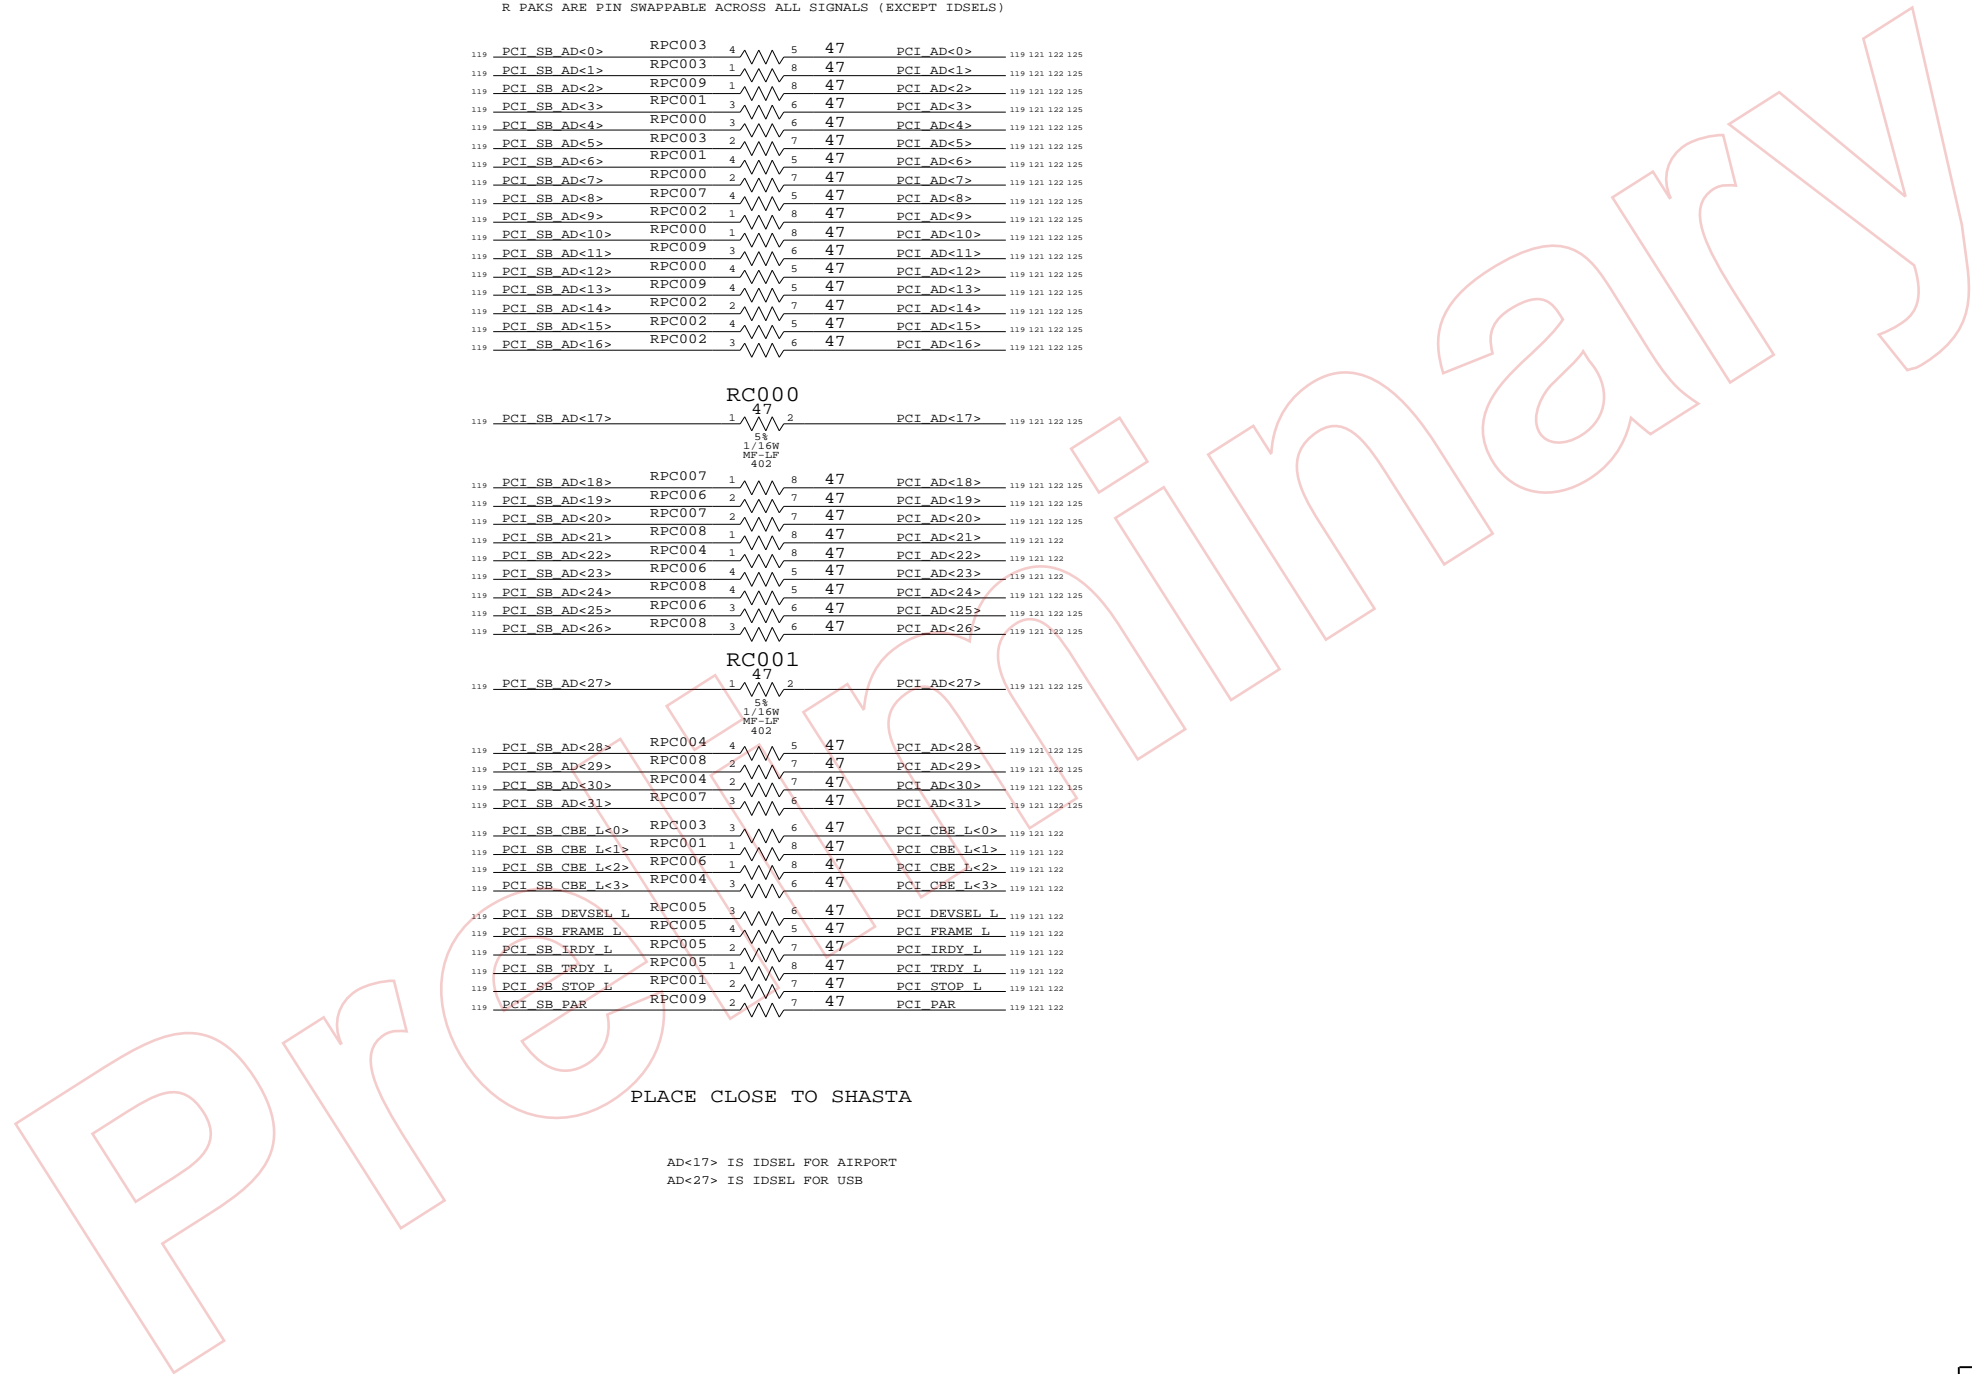 R PAKS ARE PIN SWAPPABLE ACROSS ALL SIGNALS (EXCEPT IDSELS)
119 PCI_SB_AD<0> RPC003 4 5 47 PCI_AD<0> 119 121 122 125
119 PCI_SB_AD<1> RPC003 1 8 47 PCI_AD<1> 119 121 122 125
119 PCI_SB_AD<2> RPC009 1 8 47 PCI_AD<2> 119 121 122 125
119 PCI_SB_AD<3> RPC001 3 6 47 PCI_AD<3> 119 121 122 125
119 PCI_SB_AD<4> RPC000 3 6 47 PCI_AD<4> 119 121 122 125
119 PCI_SB_AD<5> RPC003 2 7 47 PCI_AD<5> 119 121 122 125
119 PCI_SB_AD<6> RPC001 4 5 47 PCI_AD<6> 119 121 122 125
119 PCI_SB_AD<7> RPC000 2 7 47 PCI_AD<7> 119 121 122 125
119 PCI_SB_AD<8> RPC007 4 5 47 PCI_AD<8> 119 121 122 125
119 PCI_SB_AD<9> RPC002 1 8 47 PCI_AD<9> 119 121 122 125
119 PCI_SB_AD<10> RPC000 1 8 47 PCI_AD<10> 119 121 122 125
119 PCI_SB_AD<11> RPC009 3 6 47 PCI_AD<11> 119 121 122 125
119 PCI_SB_AD<12> RPC000 4 5 47 PCI_AD<12> 119 121 122 125
119 PCI_SB_AD<13> RPC009 4 5 47 PCI_AD<13> 119 121 122 125
119 PCI_SB_AD<14> RPC002 2 7 47 PCI_AD<14> 119 121 122 125
119 PCI_SB_AD<15> RPC002 4 5 47 PCI_AD<15> 119 121 122 125
119 PCI_SB_AD<16> RPC002 3 6 47 PCI_AD<16> 119 121 122 125
RC000
47
119 PCI_SB_AD<17> 1 2 PCI_AD<17> 119 121 122 125
5%
1/16W
MF-LF
402
119 PCI_SB_AD<18> RPC007 1 8 47 PCI_AD<18> 119 121 122 125
119 PCI_SB_AD<19> RPC006 2 7 47 PCI_AD<19> 119 121 122 125
119 PCI_SB_AD<20> RPC007 2 7 47 PCI_AD<20> 119 121 122 125
119 PCI_SB_AD<21> RPC008 1 8 47 PCI_AD<21> 119 121 122
119 PCI_SB_AD<22> RPC004 1 8 47 PCI_AD<22> 119 121 122
119 PCI_SB_AD<23> RPC006 4 5 47 PCI_AD<23> 119 121 122
119 PCI_SB_AD<24> RPC008 4 5 47 PCI_AD<24> 119 121 122 125
119 PCI_SB_AD<25> RPC006 3 6 47 PCI_AD<25> 119 121 122 125
119 PCI_SB_AD<26> RPC008 3 6 47 PCI_AD<26> 119 121 122 125
RC001
47
119 PCI_SB_AD<27> 1 2 PCI_AD<27> 119 121 122 125
5%
1/16W
MF-LF
402
119 PCI_SB_AD<28> RPC004 4 5 47 PCI_AD<28> 119 121 122 125
119 PCI_SB_AD<29> RPC008 2 7 47 PCI_AD<29> 119 121 122 125
119 PCI_SB_AD<30> RPC004 2 7 47 PCI_AD<30> 119 121 122 125
119 PCI_SB_AD<31> RPC007 3 6 47 PCI_AD<31> 119 121 122 125
119 PCI_SB_CBE_L<0> RPC003 3 6 47 PCI_CBE_L<0> 119 121 122
119 PCI_SB_CBE_L<1> RPC001 1 8 47 PCI_CBE_L<1> 119 121 122
119 PCI_SB_CBE_L<2> RPC006 1 8 47 PCI_CBE_L<2> 119 121 122
119 PCI_SB_CBE_L<3> RPC004 3 6 47 PCI_CBE_L<3> 119 121 122
119 PCI_SB_DEVSEL_L RPC005 3 6 47 PCI_DEVSEL_L 119 121 122
119 PCI_SB_FRAME_L RPC005 4 5 47 PCI_FRAME_L 119 121 122
119 PCI_SB_IRDY_L RPC005 2 7 47 PCI_IRDY_L 119 121 122
119 PCI_SB_TRDY_L RPC005 1 8 47 PCI_TRDY_L 119 121 122
119 PCI_SB_STOP_L RPC001 2 7 47 PCI_STOP_L 119 121 122
119 PCI_SB_PAR RPC009 2 7 47 PCI_PAR 119 121 122
PLACE CLOSE TO SHASTA
AD<17> IS IDSEL FOR AIRPORT
AD<27> IS IDSEL FOR USB
Preliminary